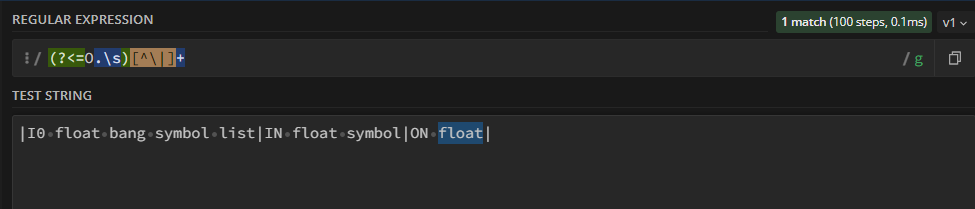 REGULAR EXPRESSION
1 match (100 steps, 0.1ms)
v1
/ (?<=O.\s)[^\|]+ / g
TEST STRING
|I0 float bang symbol list|IN float symbol|ON float|